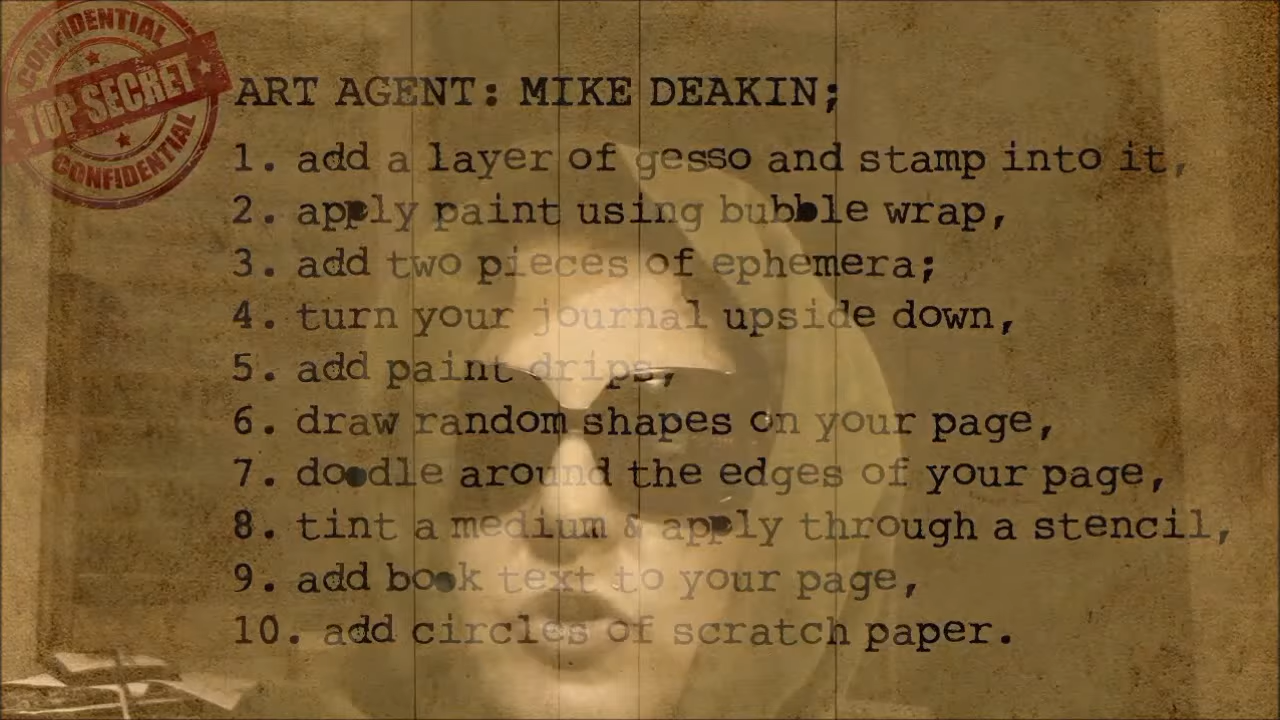 CONFIDENTIAL
TOP SECRET
CONFIDENTIAL
ART AGENT: MIKE DEAKIN;
1. add a layer of gesso and stamp into it,
2. apply paint using bubble wrap,
3. add two pieces of ephemera;
4. turn your journal upside down,
5. add paint drips,
6. draw random shapes on your page,
7. doodle around the edges of your page,
8. tint a medium & apply through a stencil,
9. add book text to your page,
10. add circles of scratch paper.